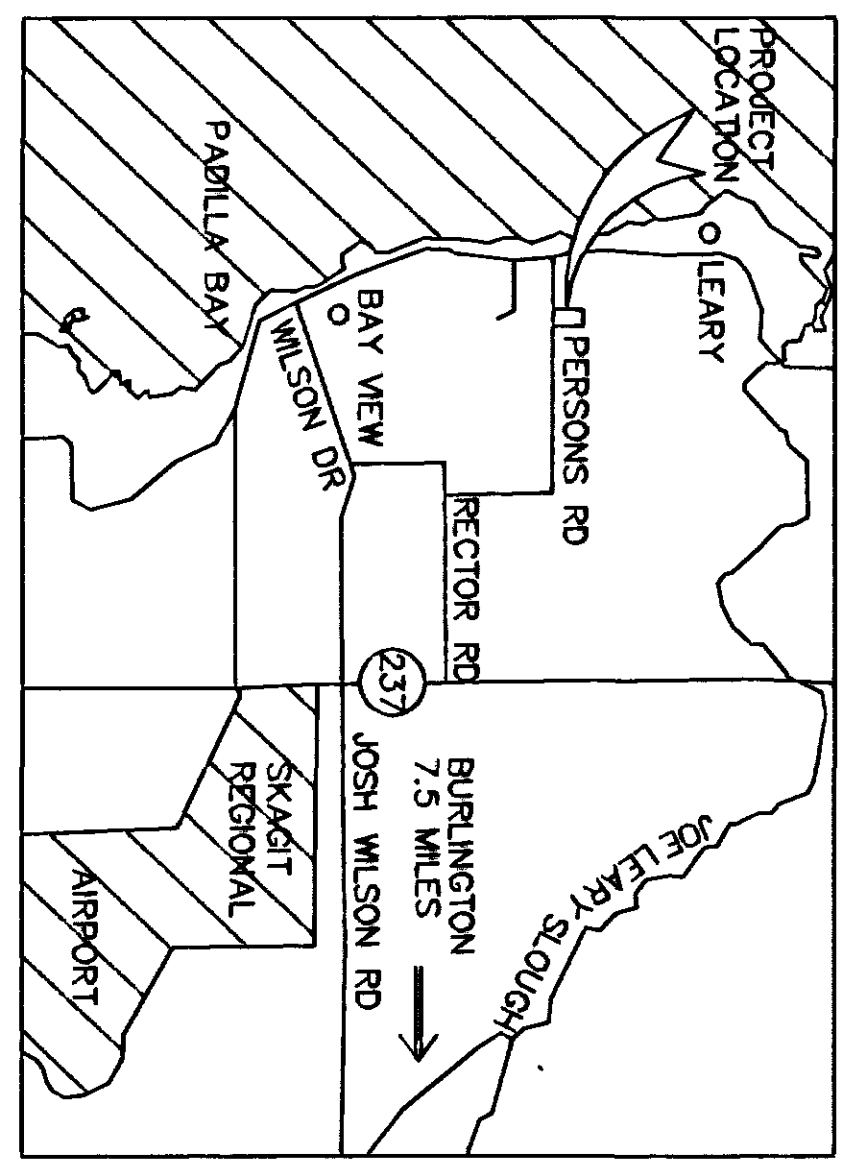 PROJECT
LOCATION
LEARY
PERSONS RD
PADILLA BAY
BAY VIEW
WILSON DR
RECTOR RD
237
JOSH WILSON RD
BURLINGTON
7.5 MILES
JOE LEARY SLOUGH
SKAGIT
REGIONAL
AIRPORT